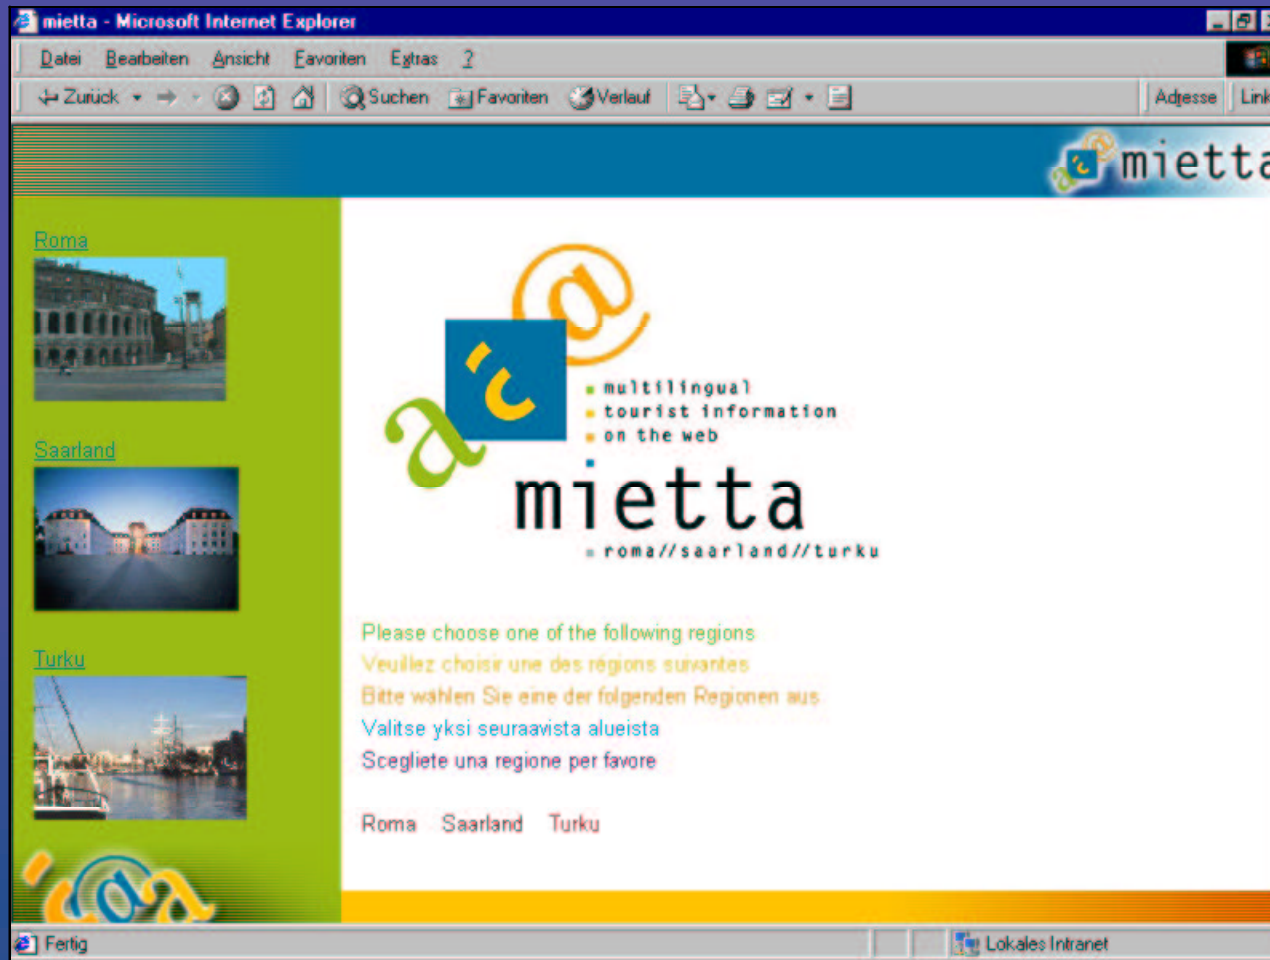 mietta - Microsoft Internet Explorer
Datei Bearbeiten Ansicht Favoriten Extras ?
Zurück Suchen Favoriten Verlauf Adresse Link
mietta
Roma
Saarland
Turku
multilingual
tourist information
on the web
mietta
roma//saarland//turku
Please choose one of the following regions
Veuillez choisir une des régions suivantes
Bitte wählen Sie eine der folgenden Regionen aus
Valitse yksi seuraavista alueista
Scegliete una regione per favore
Roma Saarland Turku
Fertig
Lokales Intranet